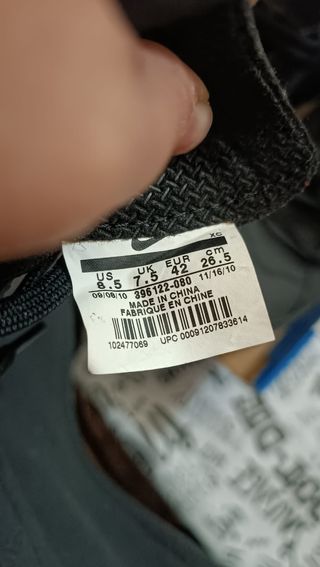 XC
US UK EUR cm
8.5 7.5 42 26.5
09/08/10 396122-080 11/16/10
MADE IN CHINA
FABRIQUE EN CHINE
102477069 UPC 00091207833614